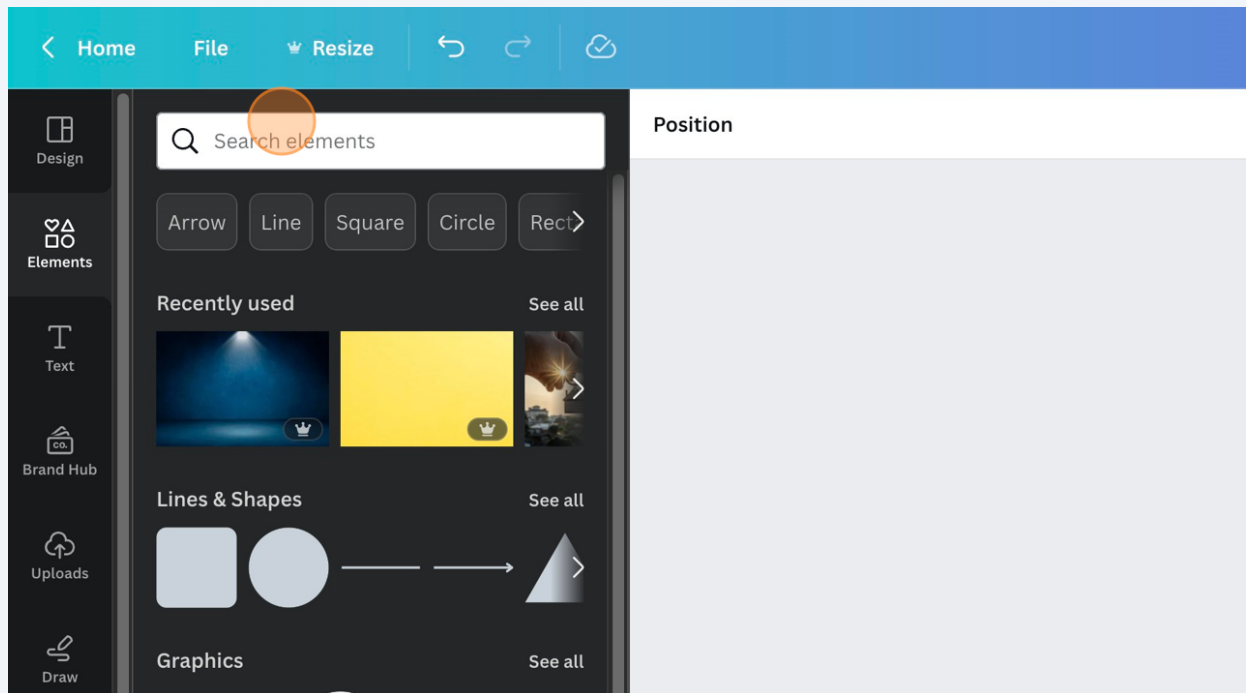 Home File Resize
Design
Elements
Text
CO.
Brand Hub
Uploads
Draw
Search elements
Arrow Line Square Circle Rect
Recently used See all
Lines & Shapes See all
Graphics See all
Position